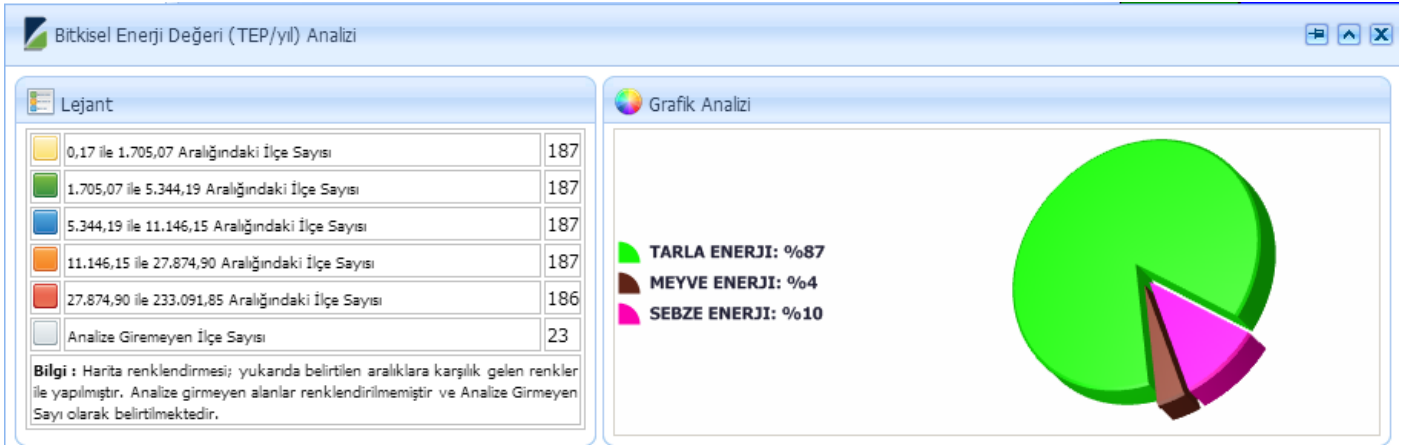 Bitkisel Enerji Değeri (TEP/yıl) Analizi
Lejant
0,17 ile 1.705,07 Aralığındaki İlçe Sayısı 187
1.705,07 ile 5.344,19 Aralığındaki İlçe Sayısı 187
5.344,19 ile 11.146,15 Aralığındaki İlçe Sayısı 187
11.146,15 ile 27.874,90 Aralığındaki İlçe Sayısı 187
27.874,90 ile 233.091,85 Aralığındaki İlçe Sayısı 186
Analize Giremeyen İlçe Sayısı 23
Bilgi : Harita renklendirmesi; yukarıda belirtilen aralıklara karşılık gelen renkler
ile yapılmıştır. Analize girmeyen alanlar renklendirilmemiştir ve Analize Girmeyen
Sayı olarak belirtilmektedir.
Grafik Analizi
TARLA ENERJI: %87
MEYVE ENERJI: %4
SEBZE ENERJI: %10